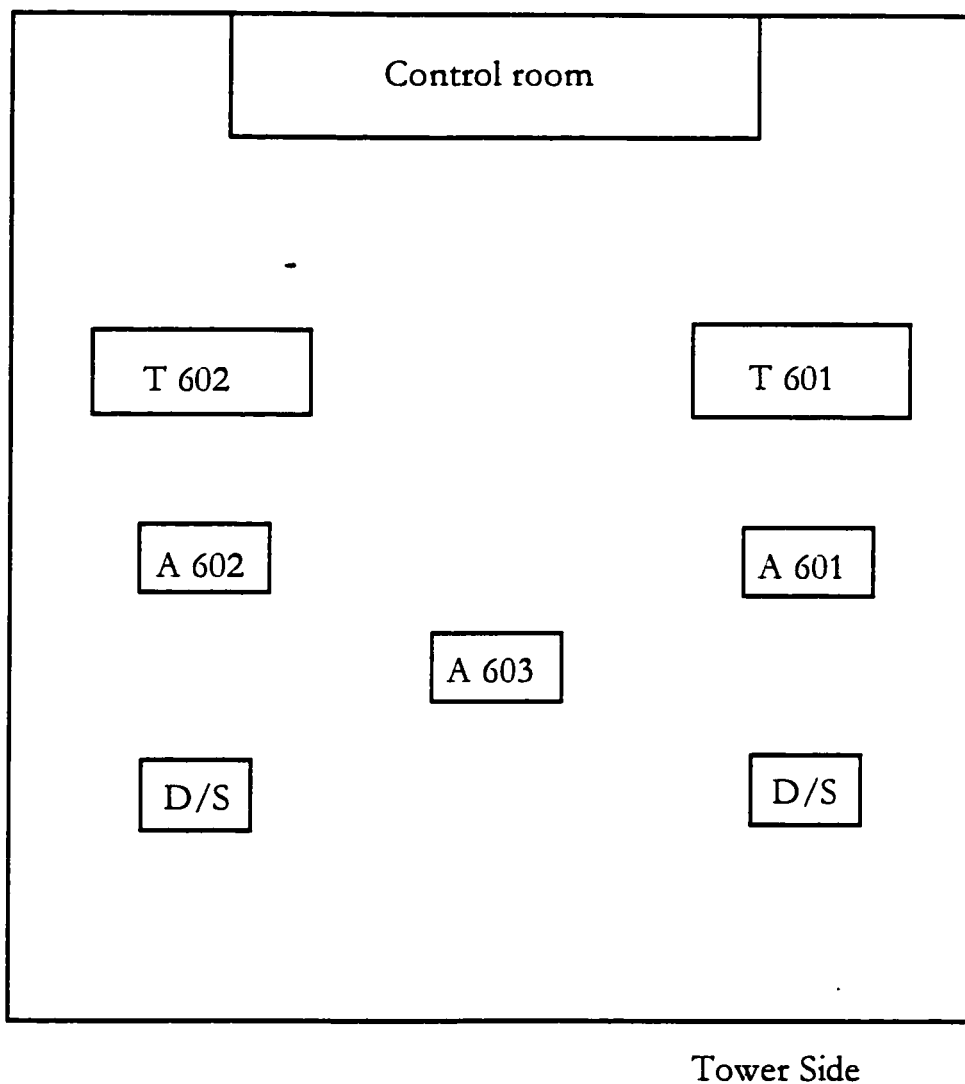 Control room
T 602
T 601
A 602
A 601
A 603
D/S
D/S
Tower Side